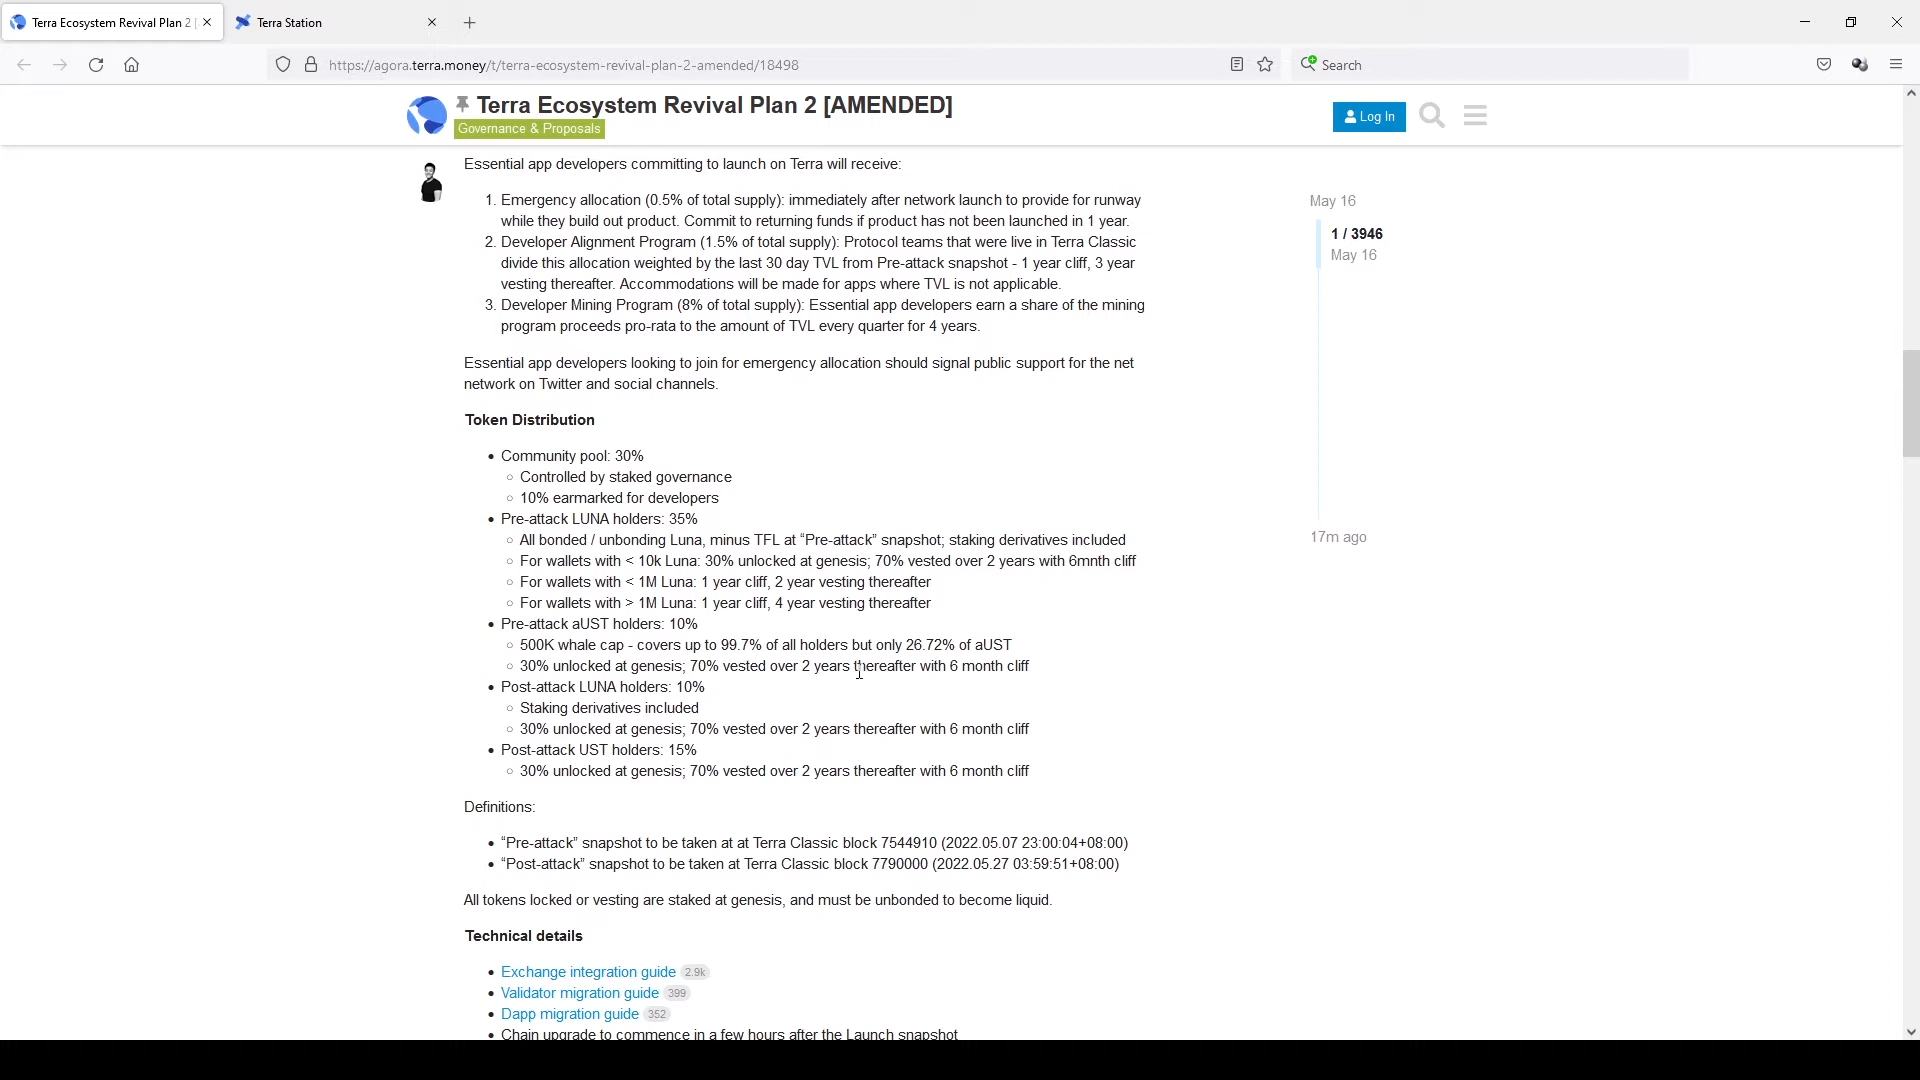 Terra Ecosystem Revival Plan 2
Terra Station
https://agora.terra.money/t/terra-ecosystem-revival-plan-2-amended/18498
Search
Terra Ecosystem Revival Plan 2 [AMENDED]
Governance & Proposals
Log In
Essential app developers committing to launch on Terra will receive:
1. Emergency allocation (0.5% of total supply): immediately after network launch to provide for runway
while they build out product. Commit to returning funds if product has not been launched in 1 year.
2. Developer Alignment Program (1.5% of total supply): Protocol teams that were live in Terra Classic
divide this allocation weighted by the last 30 day TVL from Pre-attack snapshot - 1 year cliff, 3 year
vesting thereafter. Accommodations will be made for apps where TVL is not applicable.
3. Developer Mining Program (8% of total supply): Essential app developers earn a share of the mining
program proceeds pro-rata to the amount of TVL every quarter for 4 years.
Essential app developers looking to join for emergency allocation should signal public support for the net
network on Twitter and social channels.
Token Distribution
• Community pool: 30%
○ Controlled by staked governance
○ 10% earmarked for developers
• Pre-attack LUNA holders: 35%
○ All bonded / unbonding Luna, minus TFL at “Pre-attack” snapshot; staking derivatives included
○ For wallets with < 10k Luna: 30% unlocked at genesis; 70% vested over 2 years with 6mnth cliff
○ For wallets with < 1M Luna: 1 year cliff, 2 year vesting thereafter
○ For wallets with > 1M Luna: 1 year cliff, 4 year vesting thereafter
• Pre-attack aUST holders: 10%
○ 500K whale cap - covers up to 99.7% of all holders but only 26.72% of aUST
○ 30% unlocked at genesis; 70% vested over 2 years thereafter with 6 month cliff
• Post-attack LUNA holders: 10%
○ Staking derivatives included
○ 30% unlocked at genesis; 70% vested over 2 years thereafter with 6 month cliff
• Post-attack UST holders: 15%
○ 30% unlocked at genesis; 70% vested over 2 years thereafter with 6 month cliff
Definitions:
• “Pre-attack” snapshot to be taken at at Terra Classic block 7544910 (2022.05.07 23:00:04+08:00)
• “Post-attack” snapshot to be taken at Terra Classic block 7790000 (2022.05.27 03:59:51+08:00)
All tokens locked or vesting are staked at genesis, and must be unbonded to become liquid.
Technical details
• Exchange integration guide 2.9k
• Validator migration guide 399
• Dapp migration guide 352
• Chain upgrade to commence in a few hours after the Launch snapshot
May 16
1 / 3946
May 16
17m ago